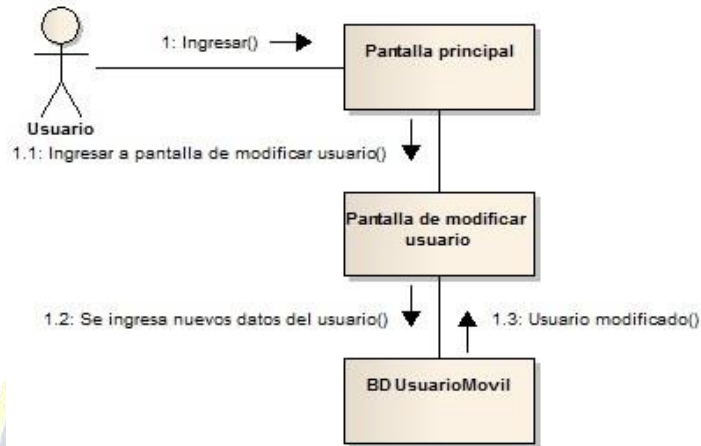 1: Ingresar()
Pantalla principal
Usuario
1.1: Ingresar a pantalla de modificar usuario()
Pantalla de modificar
usuario
1.2: Se ingresa nuevos datos del usuario()
1.3: Usuario modificado()
BD UsuarioMovil